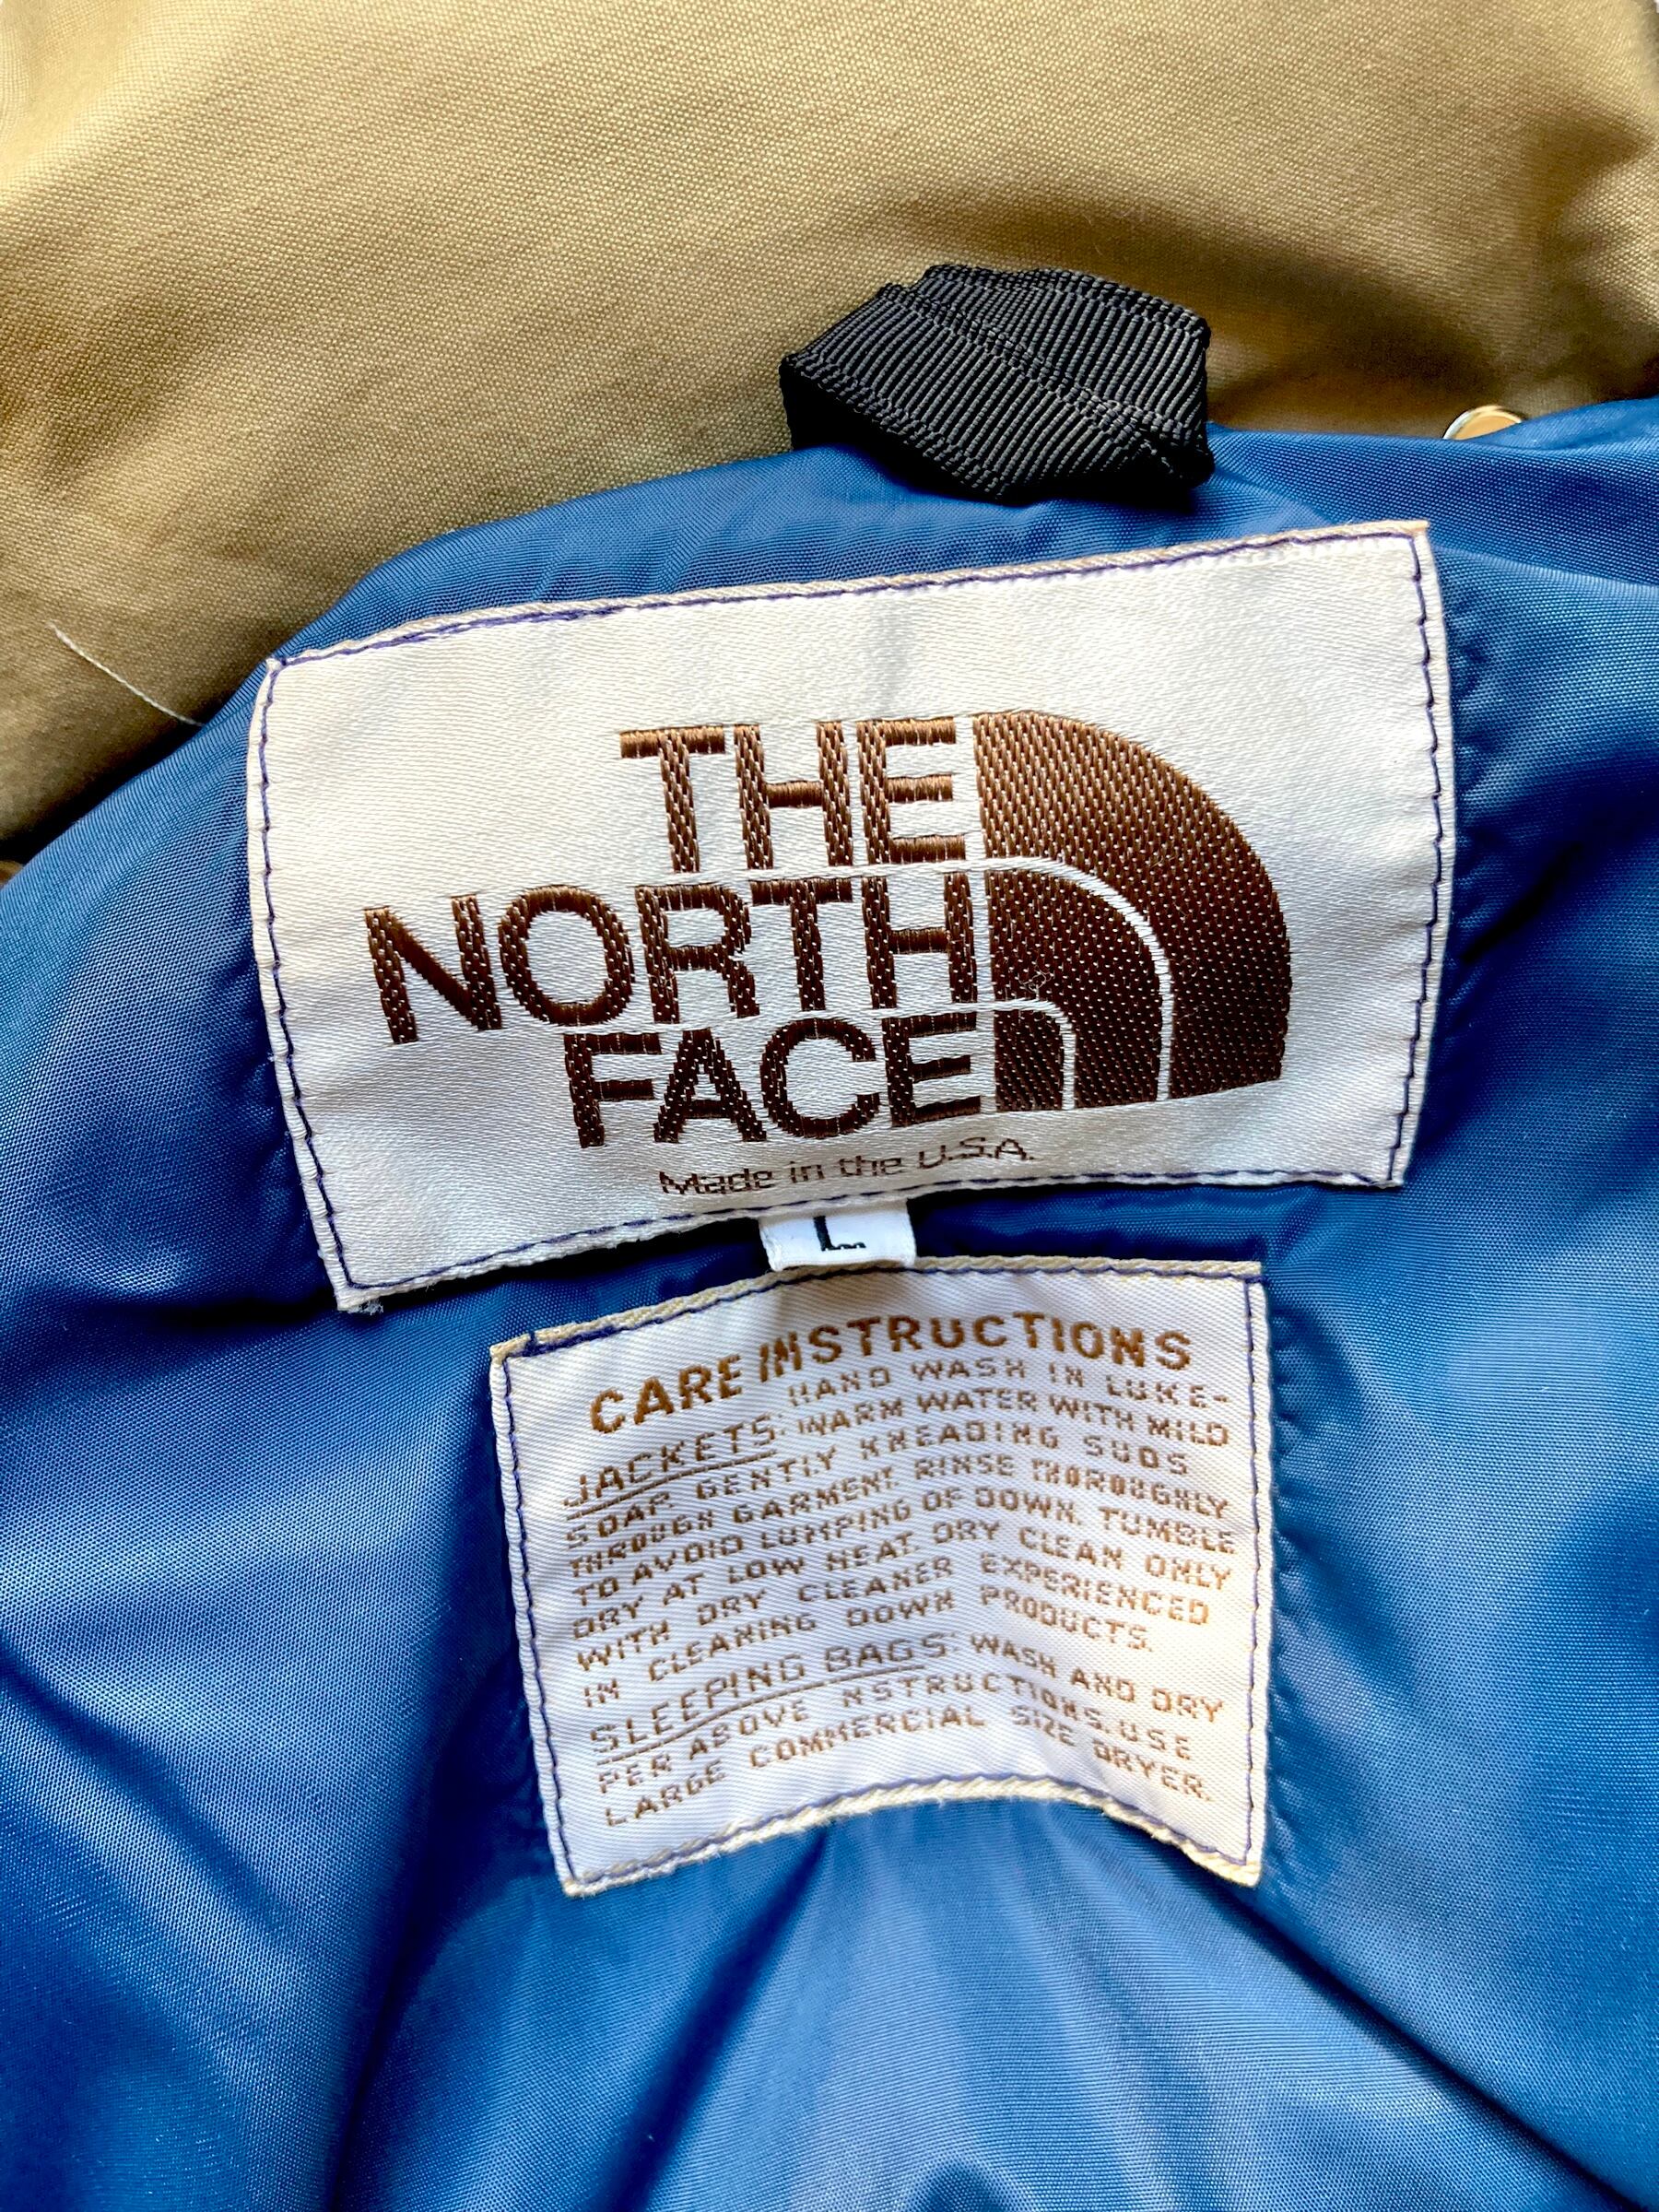 THE
NORTH
FACE
Made in the U.S.A.
L
CARE INSTRUCTIONS
JACKETS: HAND WASH IN LUKE-
WARM WATER WITH MILD
SOAP. GENTLY KNEADING SUDS
THROUGH GARMENT. RINSE THOROUGHLY
TO AVOID LUMPING OF DOWN. TUMBLE
DRY AT LOW HEAT. DRY CLEAN ONLY
WITH DRY CLEANER EXPERIENCED
IN CLEANING DOWN PRODUCTS.
SLEEPING BAGS: WASH AND DRY
PER ABOVE INSTRUCTIONS. USE
LARGE COMMERCIAL SIZE DRYER.